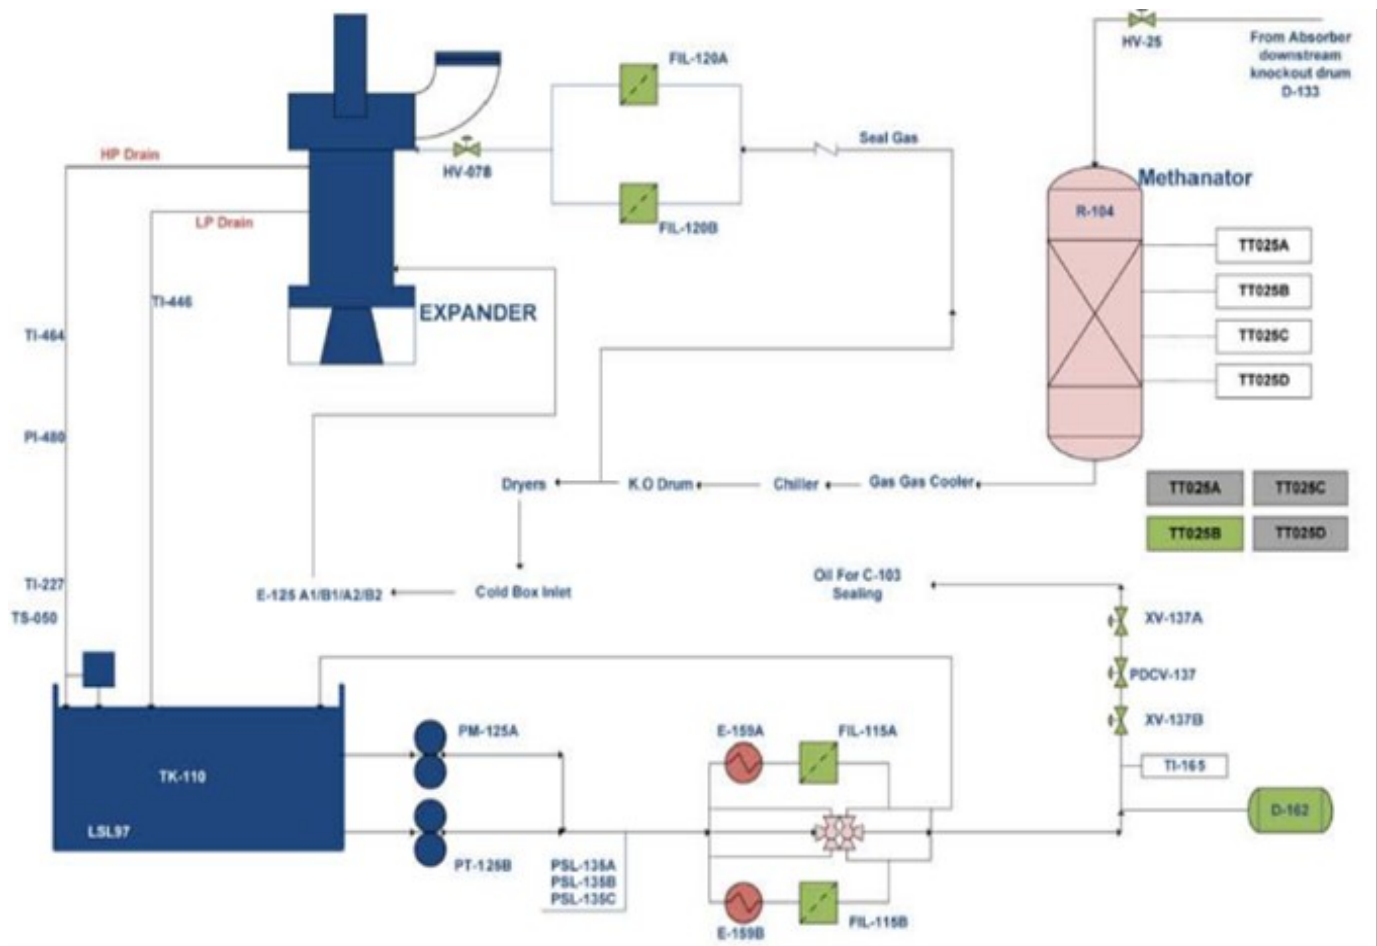 HV-25
From Absorber
downstream
knockout drum
D-133
FIL-120A
Seal Gas
HV-078
HP Drain
LP Drain
FIL-120B
Methanator
R-104
TT025A
TT025B
TT025C
TT025D
TI-446
EXPANDER
TI-464
PI-480
Dryers
K.O Drum
Chiller
Gas Gas Cooler
TT025A
TT025C
TT025B
TT025D
TI-227
TS-050
E-125 A1/B1/A2/B2
Cold Box Inlet
Oil For C-103
Sealing
XV-137A
PDCV-137
XV-137B
TI-165
D-162
TK-110
LSL97
PM-125A
PT-125B
PSL-135A
PSL-135B
PSL-135C
E-159A
FIL-115A
E-159B
FIL-115B